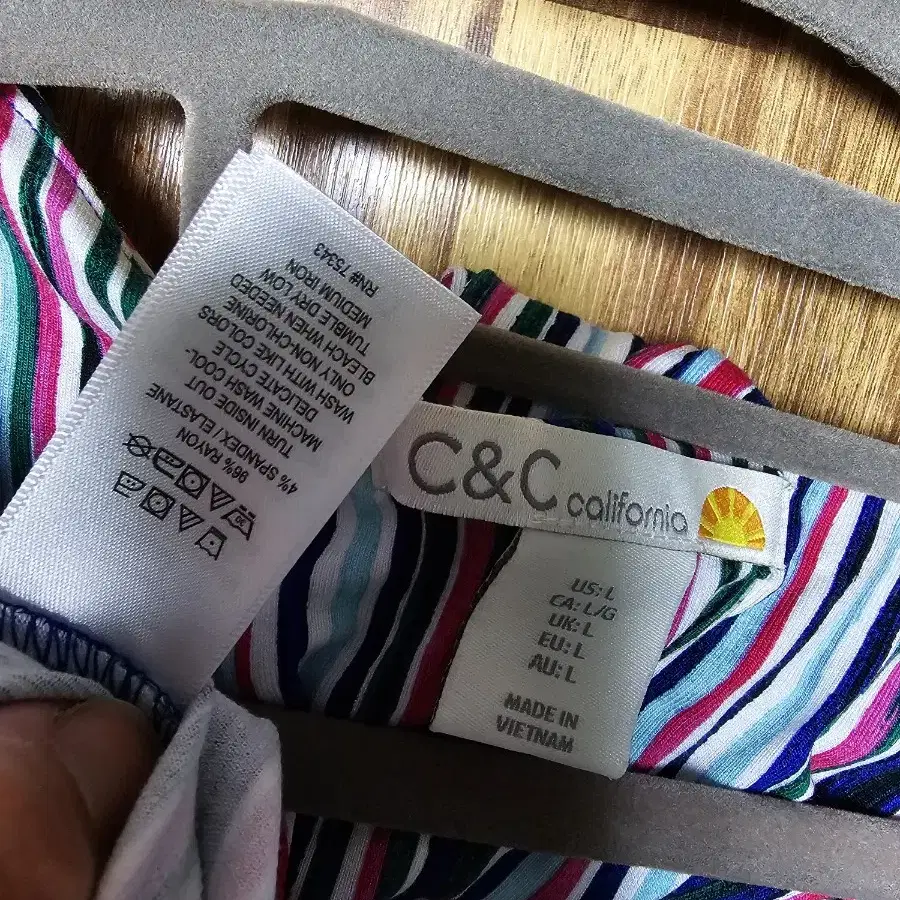 C&C california
US: L
CA: L/G
UK: L
EU: L
AU: L
MADE IN
VIETNAM
96% RAYON
4% SPANDEX/ ELASTANE
TURN INSIDE OUT
MACHINE WASH COOL-
DELICATE CYCLE
WASH WITH LIKE COLORS
ONLY NON-CHLORINE
BLEACH WHEN NEEDED
TUMBLE DRY LOW
MEDIUM IRON
RN# 75343